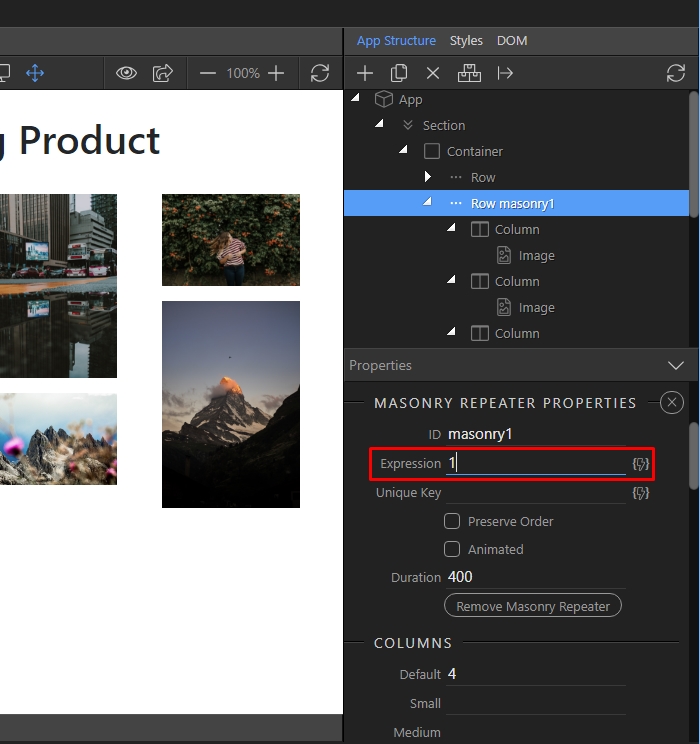 App Structure Styles DOM
100%
g Product
App
Section
Container
Row
Row masonry1
Column
Image
Column
Image
Column
Properties
MASONRY REPEATER PROPERTIES
ID masonry1
Expression 1
Unique Key
Preserve Order
Animated
Duration 400
Remove Masonry Repeater
COLUMNS
Default 4
Small
Medium